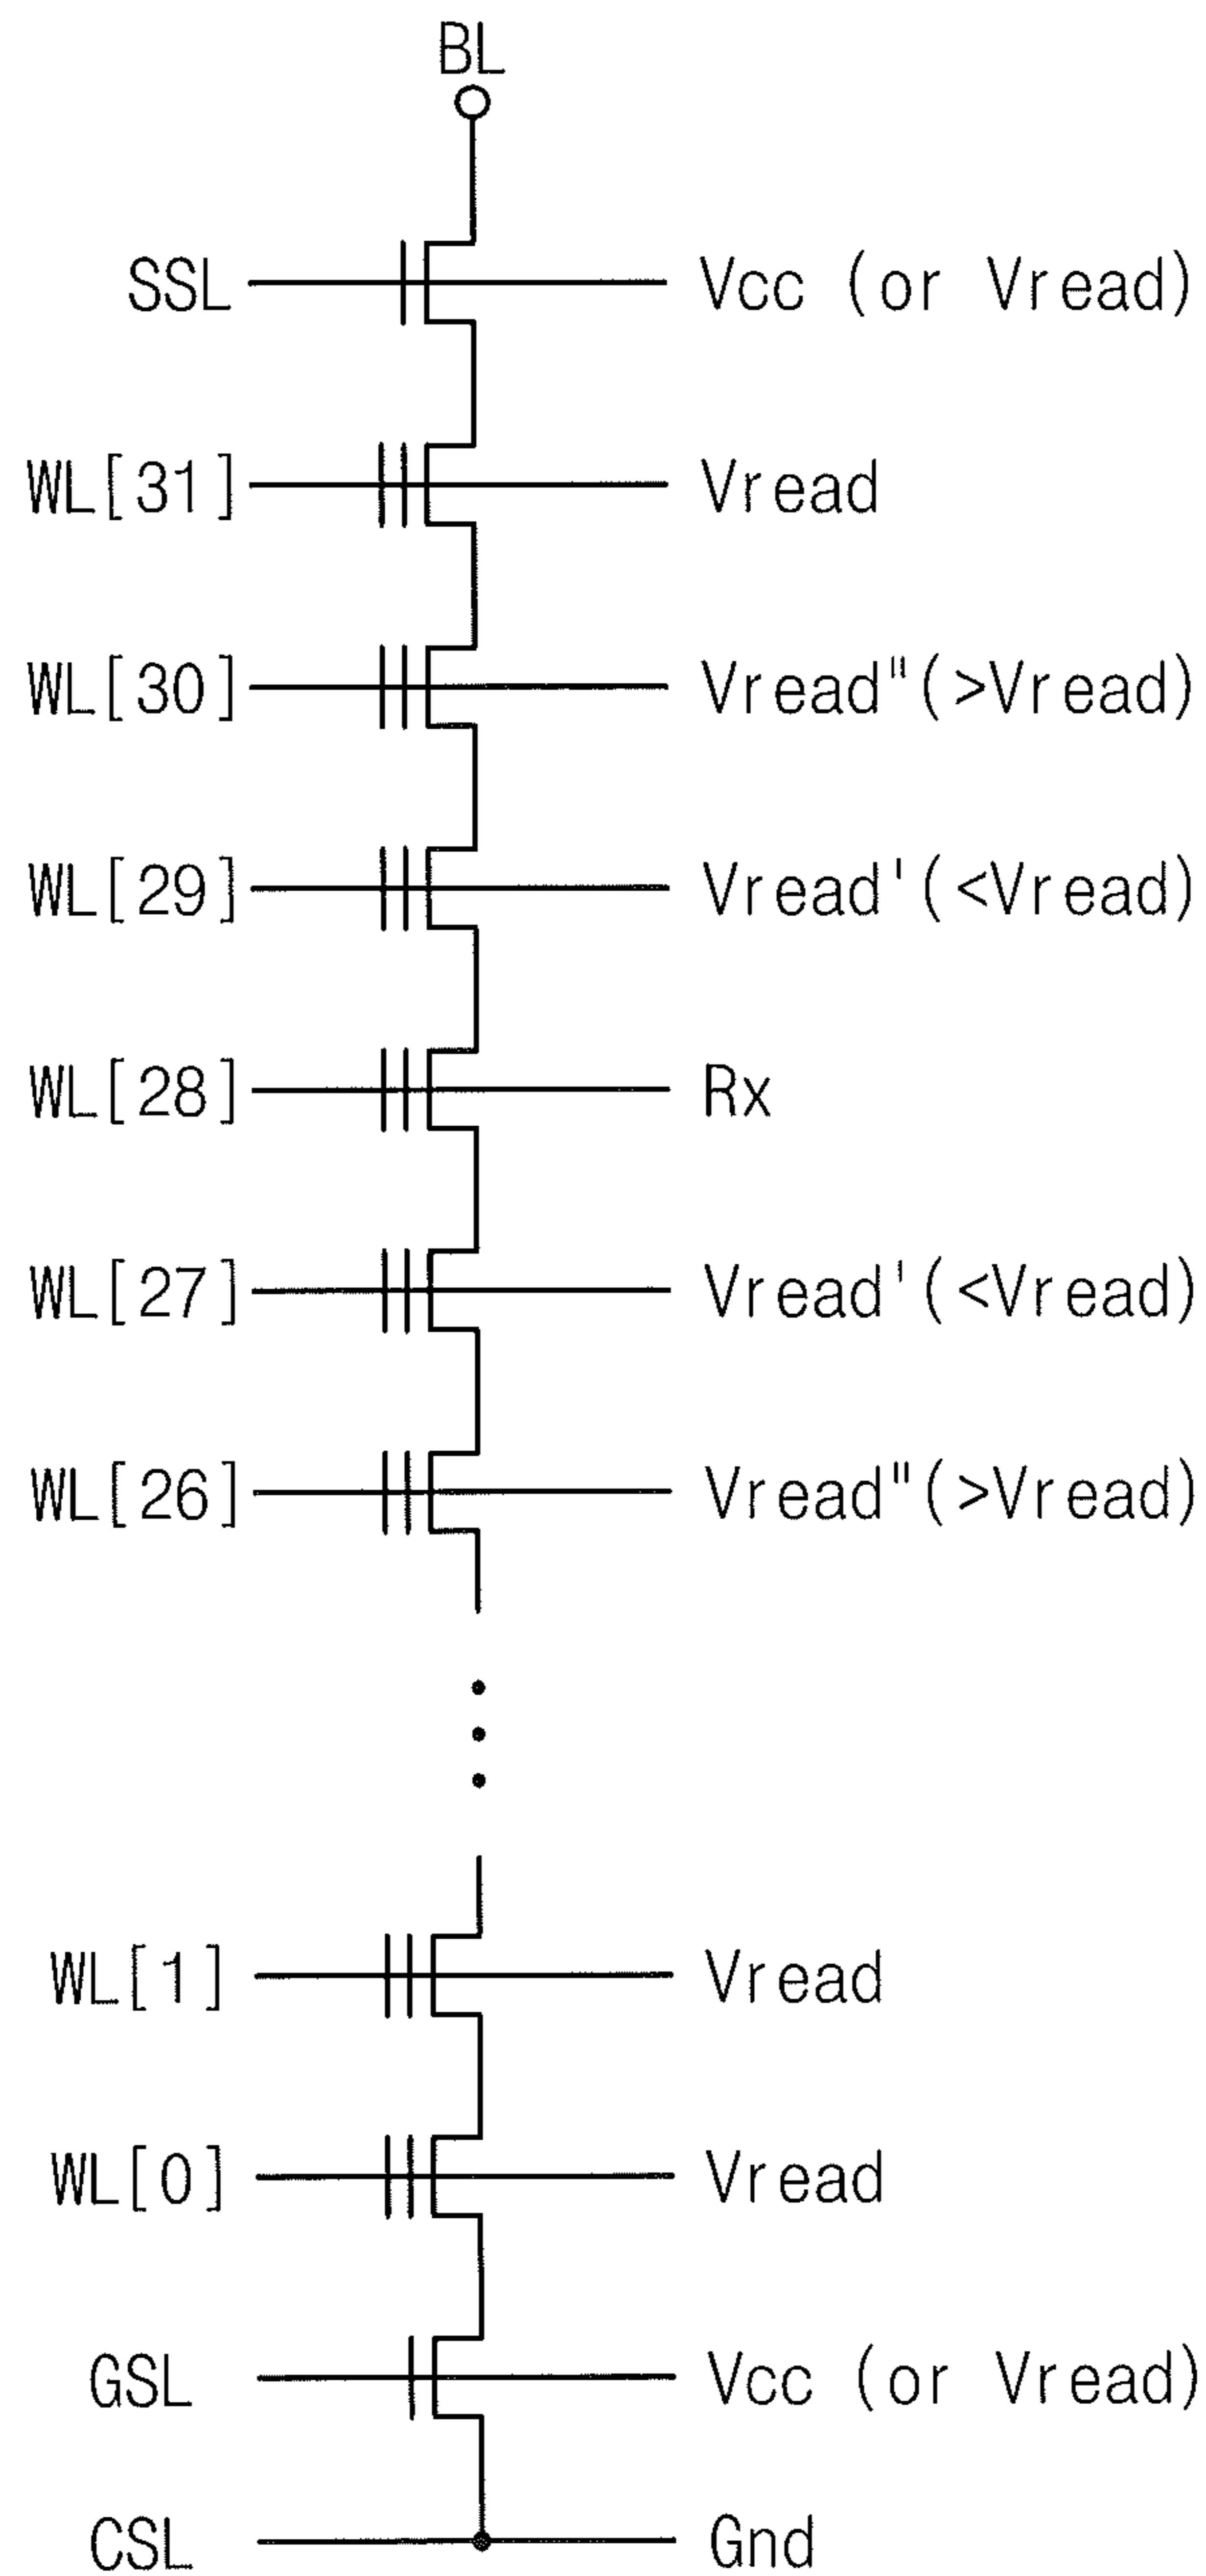 BL
SSL Vcc (or Vread)
WL[31] Vread
WL[30] Vread"(>Vread)
WL[29] Vread'(<Vread)
WL[28] Rx
WL[27] Vread'(<Vread)
WL[26] Vread"(>Vread)
WL[1] Vread
WL[0] Vread
GSL Vcc (or Vread)
CSL Gnd